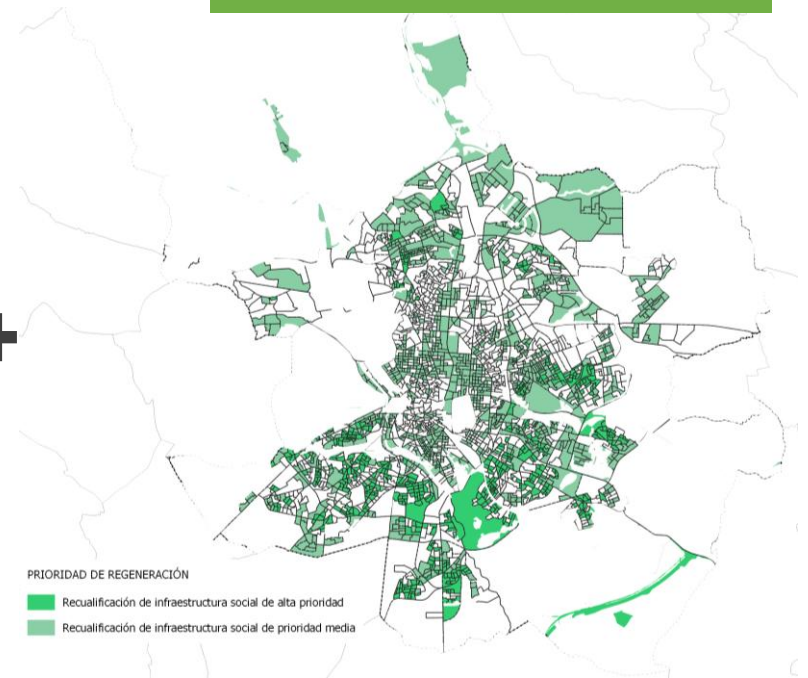 PRIORIDAD DE REGENERACIÓN
Recualificación de infraestructura social de alta prioridad
Recualificación de infraestructura social de prioridad media